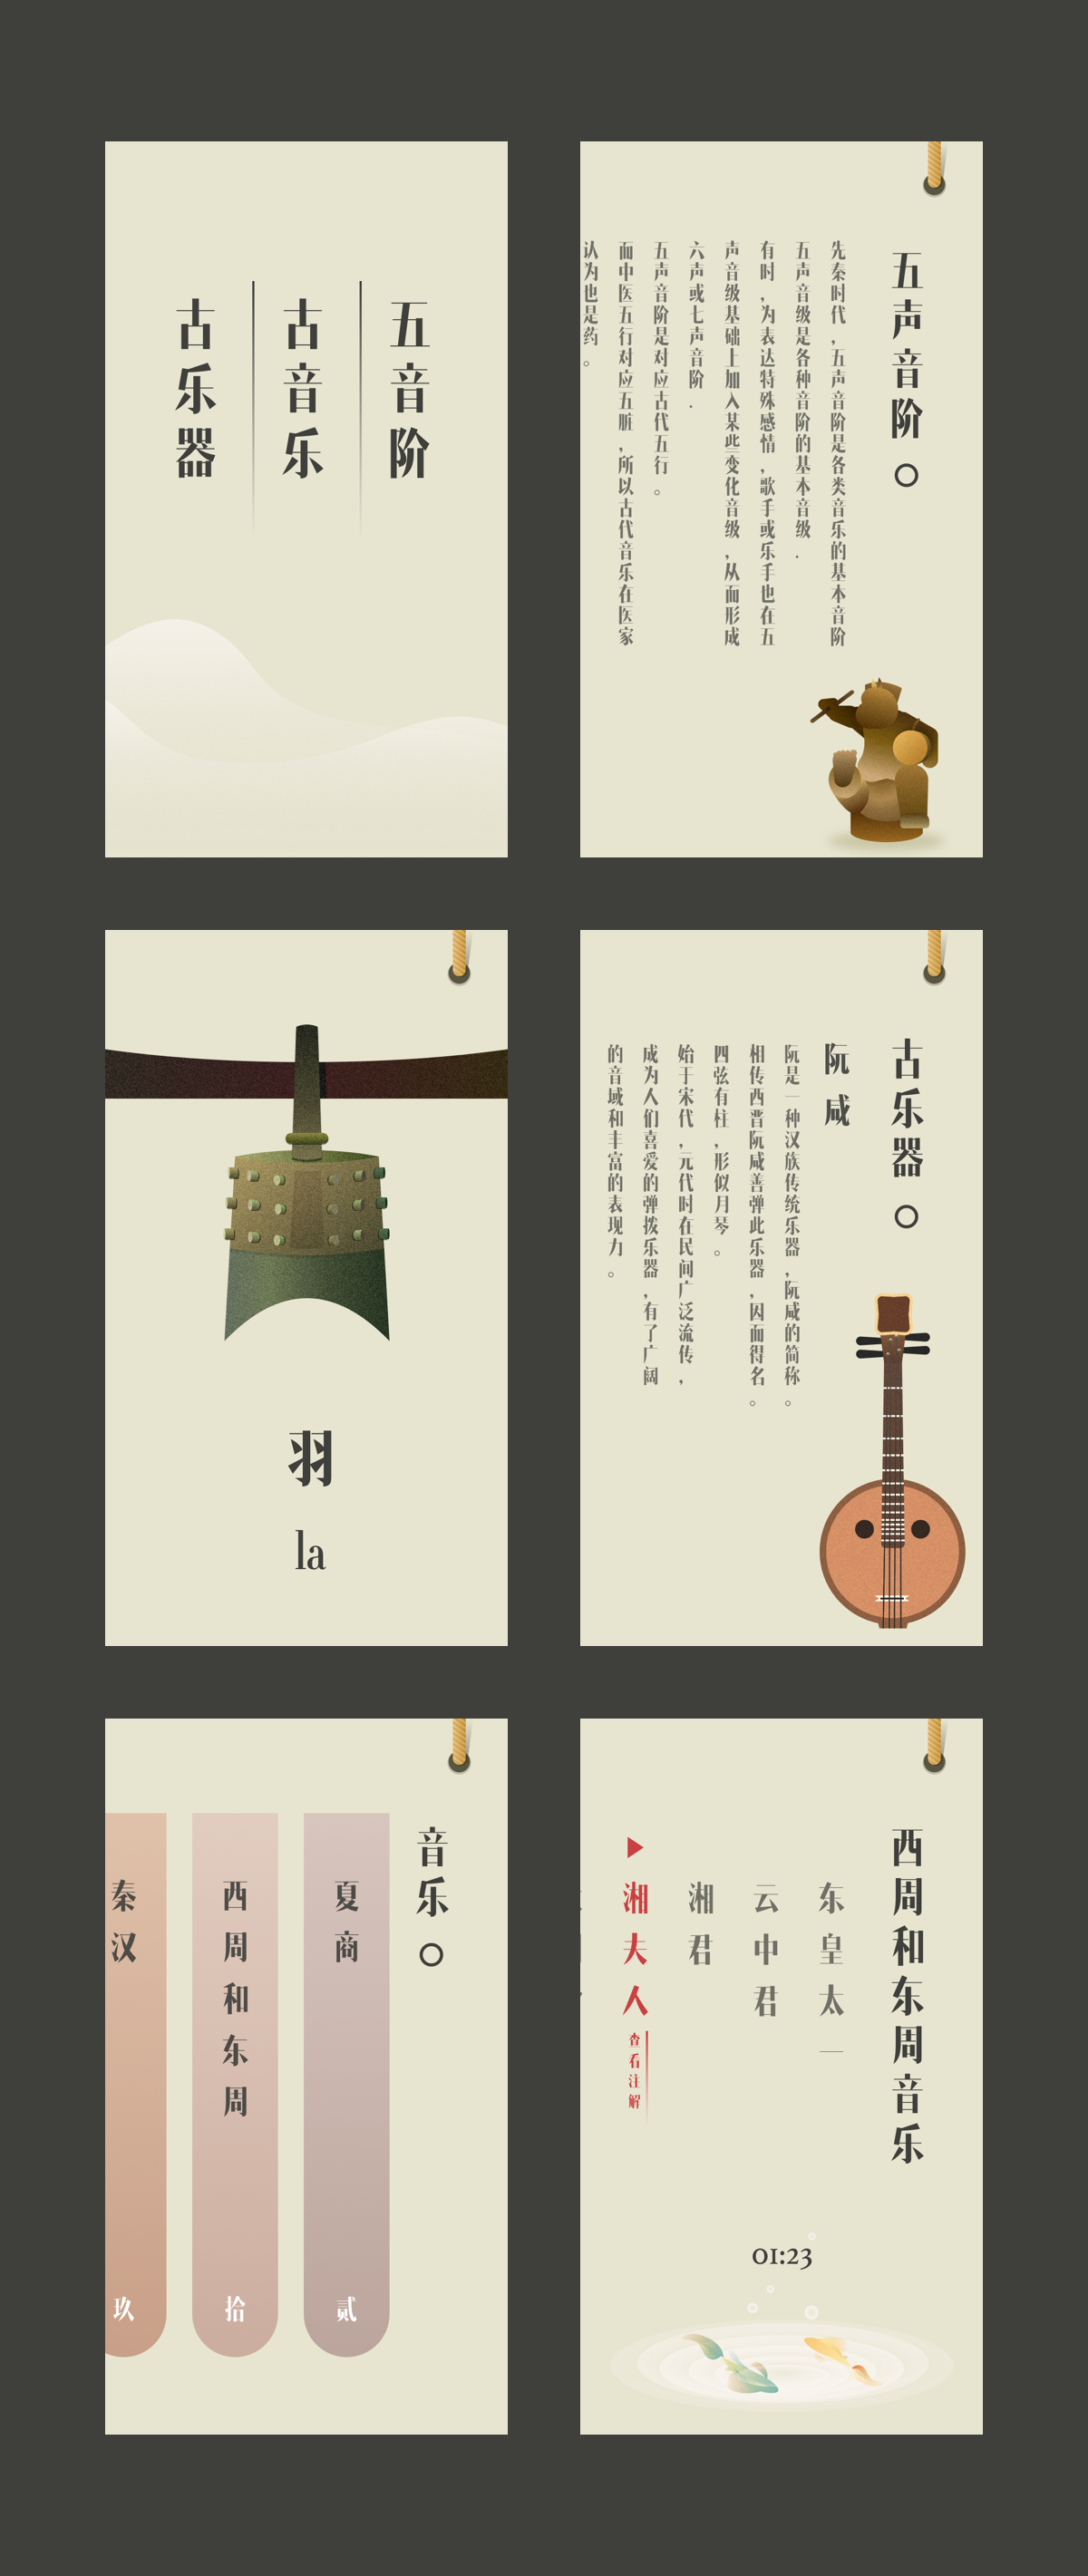 五音阶
古音乐
古乐器
五声音阶
先秦时代,五声音阶是各类音乐的基本音阶
五声音级是各种音阶的基本音级.
有时,为表达特殊感情,歌手或乐手也在五
声音级基础上加入某些变化音级,从而形成
六声或七声音阶.
五声音阶是对应古代五行。
而中医五行对应五脏,所以古代音乐在医家
认为也是药。
羽
la
古乐器
阮咸
阮是一种汉族传统乐器,阮咸的简称。
相传西晋阮咸善弹此乐器,因而得名。
四弦有柱,形似月琴。
始于宋代,元代时在民间广泛流传,
成为人们喜爱的弹拨乐器,有了广阔
的音域和丰富的表现力。
音乐
夏商
贰
西周和东周
拾
秦汉
玖
西周和东周音乐
东皇太一
云中君
湘君
湘夫人
查看注解
01:23